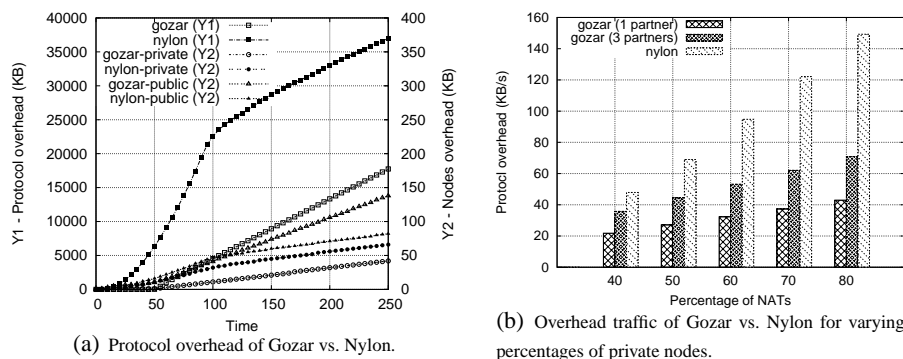 Y1 - Protocol overhead (KB)
40000
35000
30000
25000
20000
15000
10000
5000
0
gozar (Y1)
nylon (Y1)
gozar-private (Y2)
nylon-private (Y2)
gozar-public (Y2)
nylon-public (Y2)
400
350
300
250
200
150
100
50
0
Y2 - Nodes overhead (KB)
0 50 100 150 200 250
Time
(a) Protocol overhead of Gozar vs. Nylon.
gozar (1 partner)
gozar (3 partners)
nylon
Protocl overhead (KB/s)
160
140
120
100
80
60
40
20
0
40 50 60 70 80
Percentage of NATs
(b) Overhead traffic of Gozar vs. Nylon for varying
percentages of private nodes.